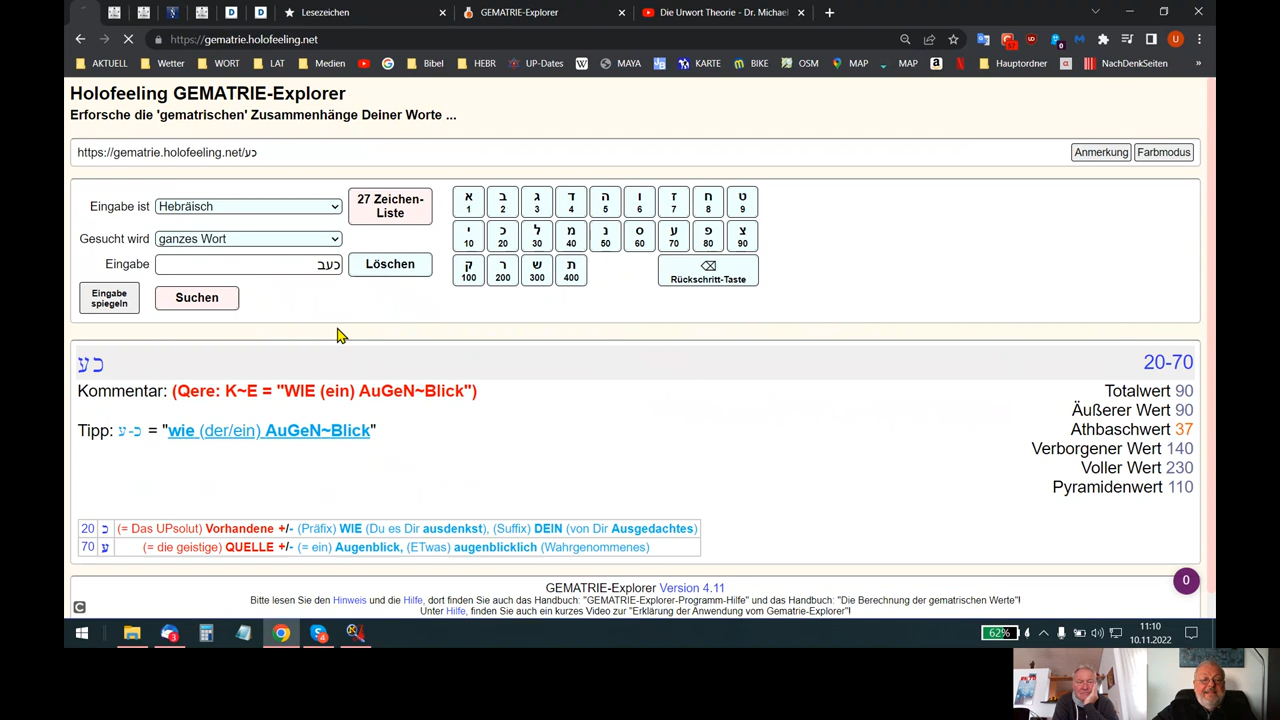 Lesezeichen
GEMATRIE-Explorer
Die Urwort Theorie - Dr. Michael
https://gematrie.holofeeling.net
AKTUELL Wetter WORT LAT Medien Bibel HEBR UP-Dates MAYA KARTE BIKE OSM MAP MAP Hauptordner NachDenkSeiten »
Holofeeling GEMATRIE-Explorer
Erforsche die 'gematrischen' Zusammenhänge Deiner Worte ...
https://gematrie.holofeeling.net/כע
Anmerkung Farbmodus
Eingabe ist Hebräisch
27 Zeichen-Liste
Gesucht wird ganzes Wort
Eingabe כעב Löschen
Eingabe spiegeln Suchen
א ב ג ד ה ו ז ח ט
1 2 3 4 5 6 7 8 9
י כ ל מ נ ס ע פ צ
10 20 30 40 50 60 70 80 90
ק ר ש ת
100 200 300 400
Rückschritt-Taste
כע 20-70
Kommentar: (Qere: K~E = "WIE (ein) AuGeN~Blick")
Tipp: כ-ע = "wie (der/ein) AuGeN~Blick"
Totalwert 90
Äußerer Wert 90
Athbaschwert 37
Verborgener Wert 140
Voller Wert 230
Pyramidenwert 110
20 כ (= Das UPsolut) Vorhandene +/- (Präfix) WIE (Du es Dir ausdenkst), (Suffix) DEIN (von Dir Ausgedachtes)
70 ע (= die geistige) QUELLE +/- (= ein) Augenblick, (ETwas) augenblicklich (Wahrgenommenes)
0
GEMATRIE-Explorer Version 4.11
Bitte lesen Sie den Hinweis und die Hilfe, dort finden Sie auch das Handbuch: "GEMATRIE-Explorer-Programm-Hilfe" und das Handbuch: "Die Berechnung der gematrischen Werte"!
Unter Hilfe, finden Sie auch ein kurzes Video zur "Erklärung der Anwendung vom Gematrie-Explorer"!
62%
11:10
10.11.2022